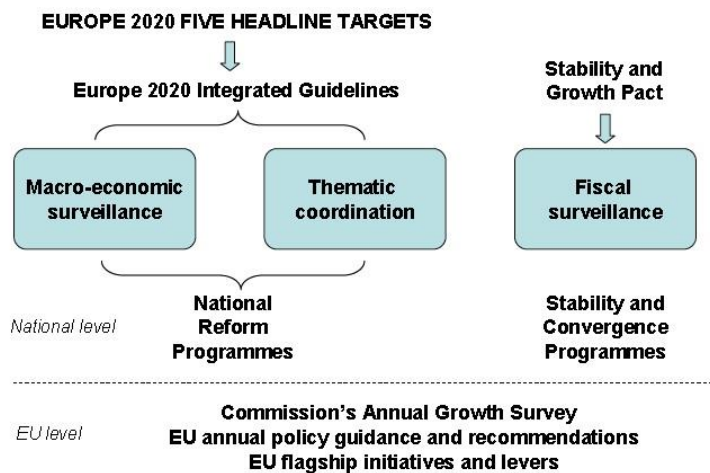 EUROPE 2020 FIVE HEADLINE TARGETS
Europe 2020 Integrated Guidelines
Stability and
Growth Pact
Macro-economic
surveillance
Thematic
coordination
Fiscal
surveillance
National level
National
Reform
Programmes
Stability and
Convergence
Programmes
EU level
Commission's Annual Growth Survey
EU annual policy guidance and recommendations
EU flagship initiatives and levers